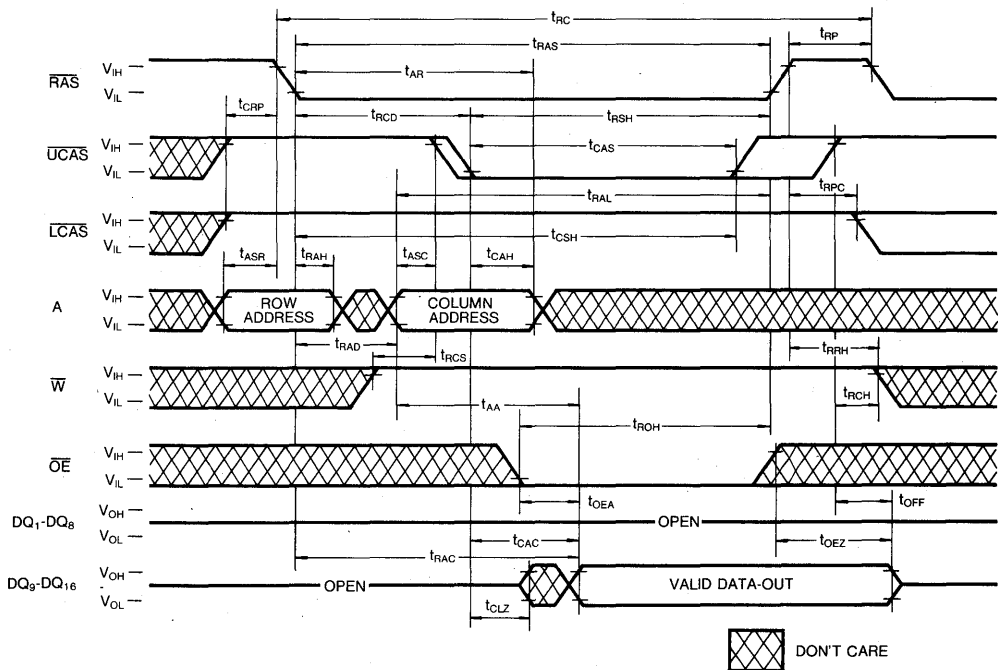 tRC
tRAS
tRP
tAR
RAS VIH
VIL
tCRP
tRCD
tRSH
UCAS VIH
VIL
tCAS
tRAL
tRPC
LCAS VIH
VIL
tCSH
tASR tRAH tASC tCAH
A VIH
VIL
ROW ADDRESS
COLUMN ADDRESS
tRAD
tRCS
tRRH
W VIH
VIL
tRCH
tAA
tROH
OE VIH
VIL
tOEA
tOFF
DQ1-DQ8 VOH
VOL
OPEN
tCAC
tOEZ
tRAC
DQ9-DQ16 VOH
VOL
OPEN
VALID DATA-OUT
tCLZ
DON'T CARE